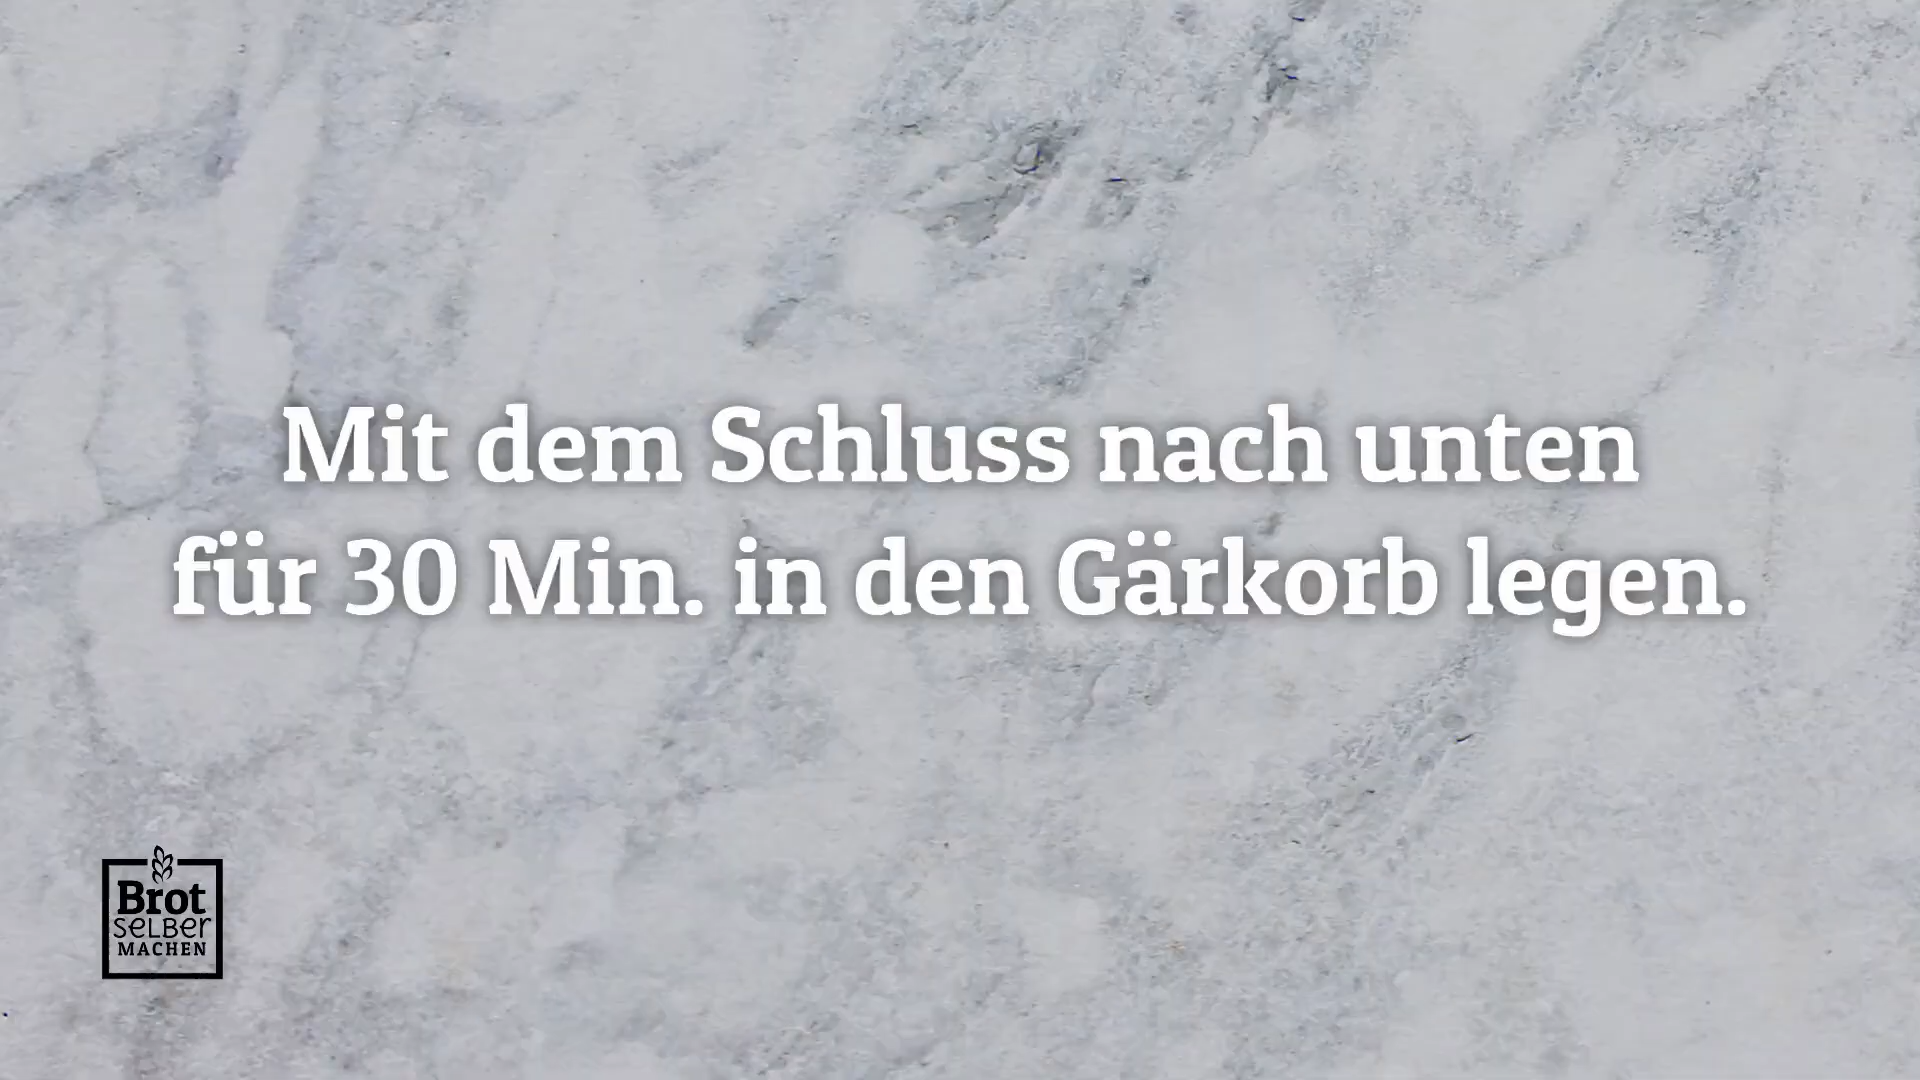 Mit dem Schluss nach unten
für 30 Min. in den Gärkorb legen.
Brot
SELBER
MACHEN